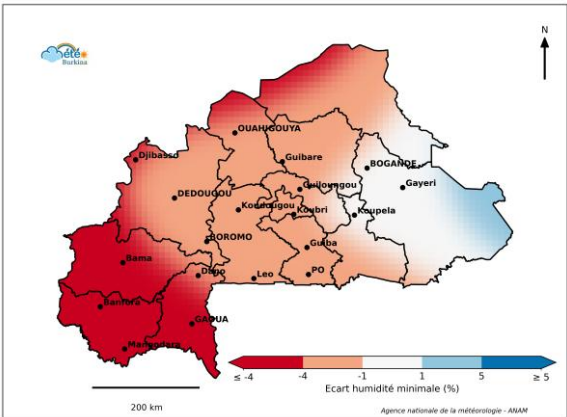 N
Météo
Burkina
OUAHIGOUYA
Djibasso
Guibare
BOGANDE
Gayeri
DEDOUGOU
Guiloungou
Koudougou
Koubri
Koupela
BOROMO
Guiba
Bama
Dano
Leo
PO
Banfora
GAOUA
Mangodara
≤ -4
-4
-1
1
5
≥ 5
Ecart humidité minimale (%)
200 km
Agence nationale de la météorologie - ANAM